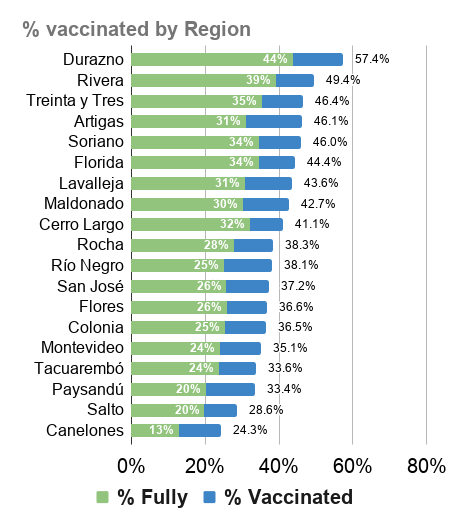 % vaccinated by Region
Durazno 44% 57.4%
Rivera 39% 49.4%
Treinta y Tres 35% 46.4%
Artigas 31% 46.1%
Soriano 34% 46.0%
Florida 34% 44.4%
Lavalleja 31% 43.6%
Maldonado 30% 42.7%
Cerro Largo 32% 41.1%
Rocha 28% 38.3%
Río Negro 25% 38.1%
San José 26% 37.2%
Flores 26% 36.6%
Colonia 25% 36.5%
Montevideo 24% 35.1%
Tacuarembó 24% 33.6%
Paysandú 20% 33.4%
Salto 20% 28.6%
Canelones 13% 24.3%
0% 20% 40% 60% 80%
% Fully % Vaccinated